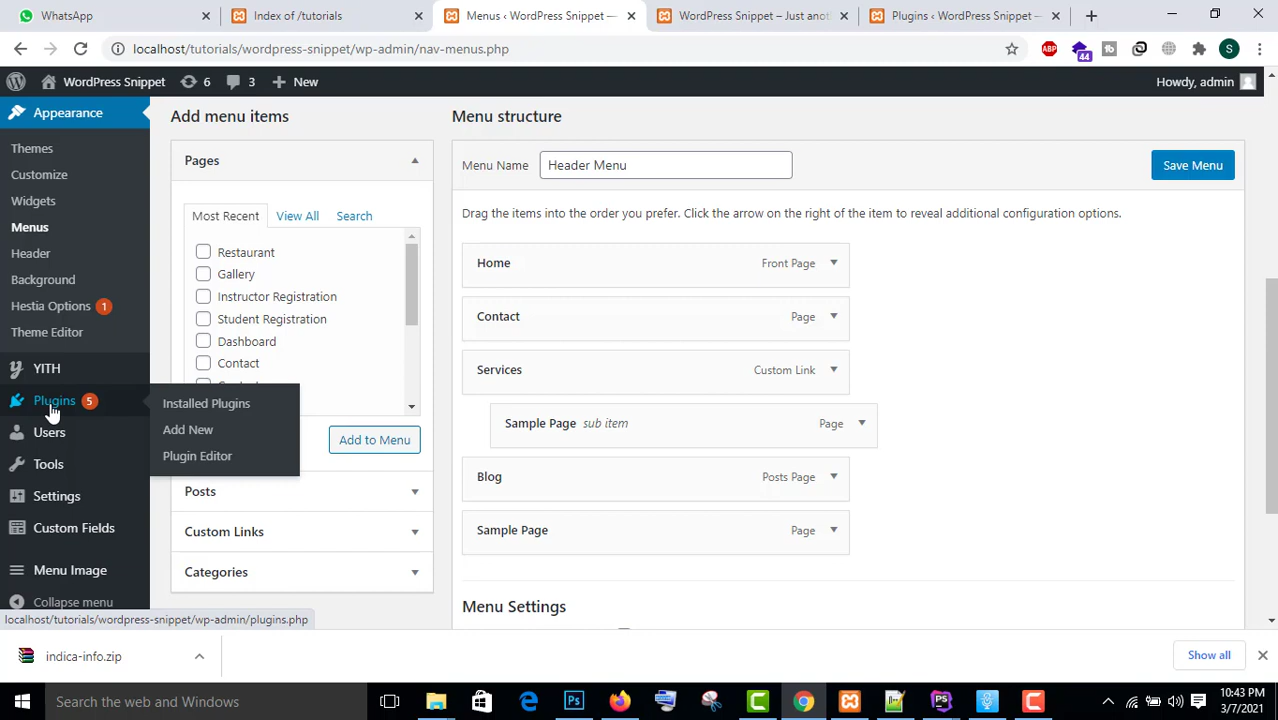 WhatsApp
Index of /tutorials
Menus ‹ WordPress Snippet —
WordPress Snippet – Just anot
Plugins ‹ WordPress Snippet —
localhost/tutorials/wordpress-snippet/wp-admin/nav-menus.php
ABP
44
S
WordPress Snippet
6
3
New
Howdy, admin
Appearance
Themes
Customize
Widgets
Menus
Header
Background
Hestia Options 1
Theme Editor
YITH
Plugins 5
Users
Tools
Settings
Custom Fields
Menu Image
Collapse menu
Installed Plugins
Add New
Plugin Editor
Add menu items
Pages
Most Recent
View All
Search
Restaurant
Gallery
Instructor Registration
Student Registration
Dashboard
Contact
Add to Menu
Posts
Custom Links
Categories
Menu structure
Menu Name
Header Menu
Save Menu
Drag the items into the order you prefer. Click the arrow on the right of the item to reveal additional configuration options.
Home Front Page
Contact Page
Services Custom Link
Sample Page sub item Page
Blog Posts Page
Sample Page Page
Menu Settings
localhost/tutorials/wordpress-snippet/wp-admin/plugins.php
indica-info.zip
Show all
Search the web and Windows
Ps
PS
10:43 PM
3/7/2021